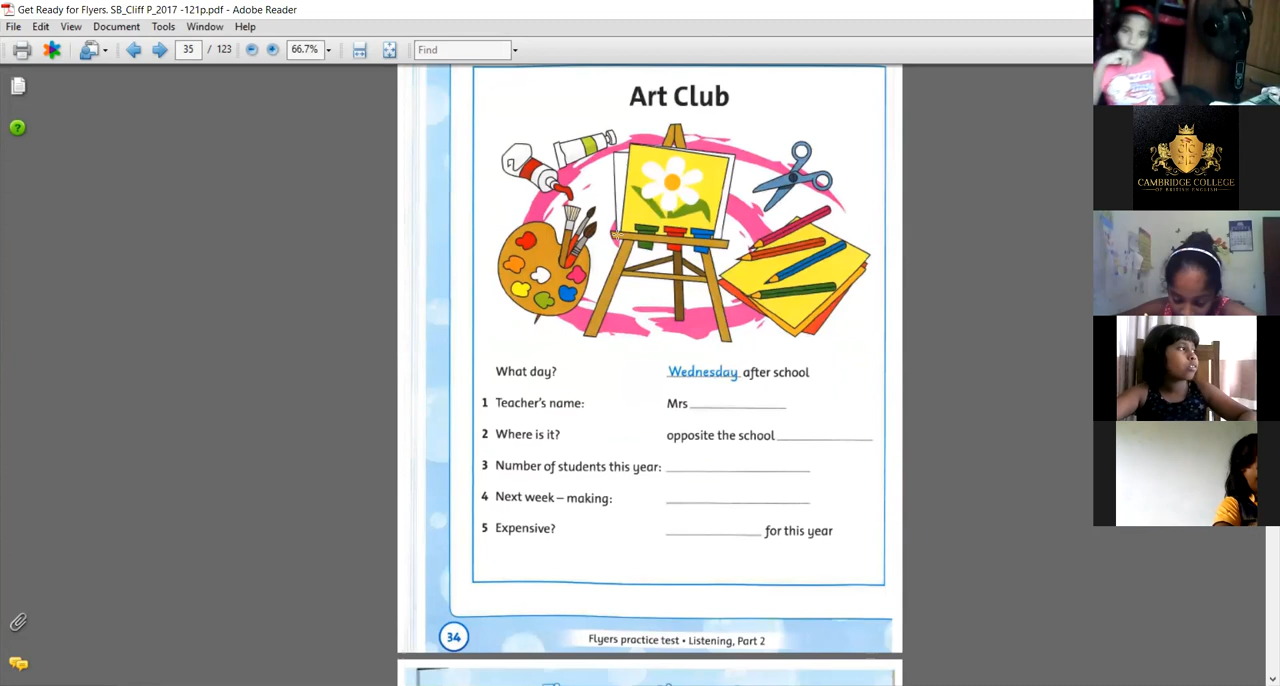 Get Ready for Flyers. SB_Cliff P_2017 -121p.pdf - Adobe Reader
File Edit View Document Tools Window Help
35 / 123 66.7% Find
Art Club
CAMBRIDGE COLLEGE
OF BRITISH ENGLISH
What day? Wednesday after school
1 Teacher's name: Mrs
2 Where is it? opposite the school
3 Number of students this year:
4 Next week – making:
5 Expensive? for this year
34 Flyers practice test • Listening, Part 2